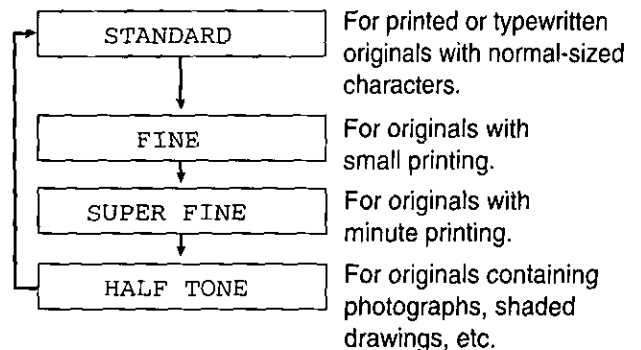 STANDARD
For printed or typewritten
originals with normal-sized
characters.
FINE
For originals with
small printing.
SUPER FINE
For originals with
minute printing.
HALF TONE
For originals containing
photographs, shaded
drawings, etc.